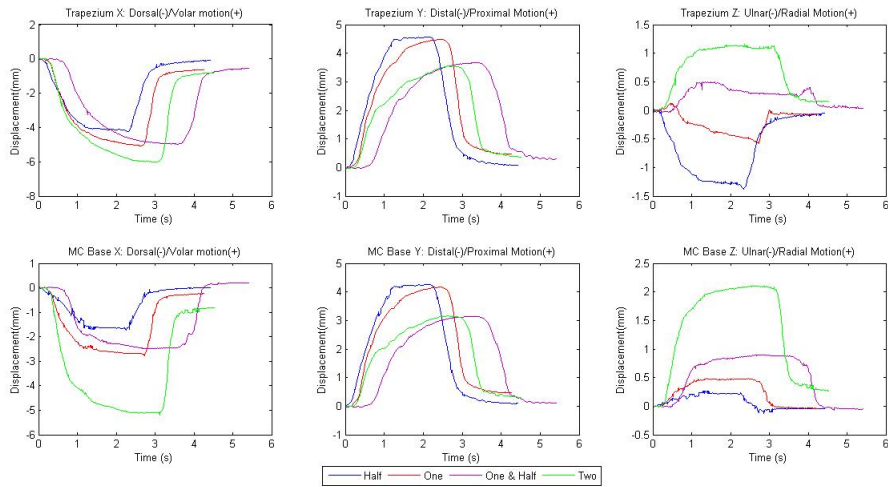 Trapezium X: Dorsal(-)/Volar motion(+)
Displacement(mm)
2
0
-2
-4
-6
-8
0 1 2 3 4 5 6
Time (s)
Trapezium Y: Distal(-)/Proximal Motion(+)
Displacement(mm)
5
4
3
2
1
0
-1
0 1 2 3 4 5 6
Time (s)
Trapezium Z: Ulnar(-)/Radial Motion(+)
Displacement(mm)
1.5
1
0.5
0
-0.5
-1
-1.5
0 1 2 3 4 5 6
Time (s)
MC Base X: Dorsal(-)/Volar motion(+)
Displacement(mm)
1
0
-1
-2
-3
-4
-5
-6
0 1 2 3 4 5 6
Time (s)
MC Base Y: Distal(-)/Proximal Motion(+)
Displacement(mm)
5
4
3
2
1
0
-1
0 1 2 3 4 5 6
Time (s)
MC Base Z: Ulnar(-)/Radial Motion(+)
Displacement(mm)
2.5
2
1.5
1
0.5
0
-0.5
0 1 2 3 4 5 6
Time (s)
Half One One & Half Two